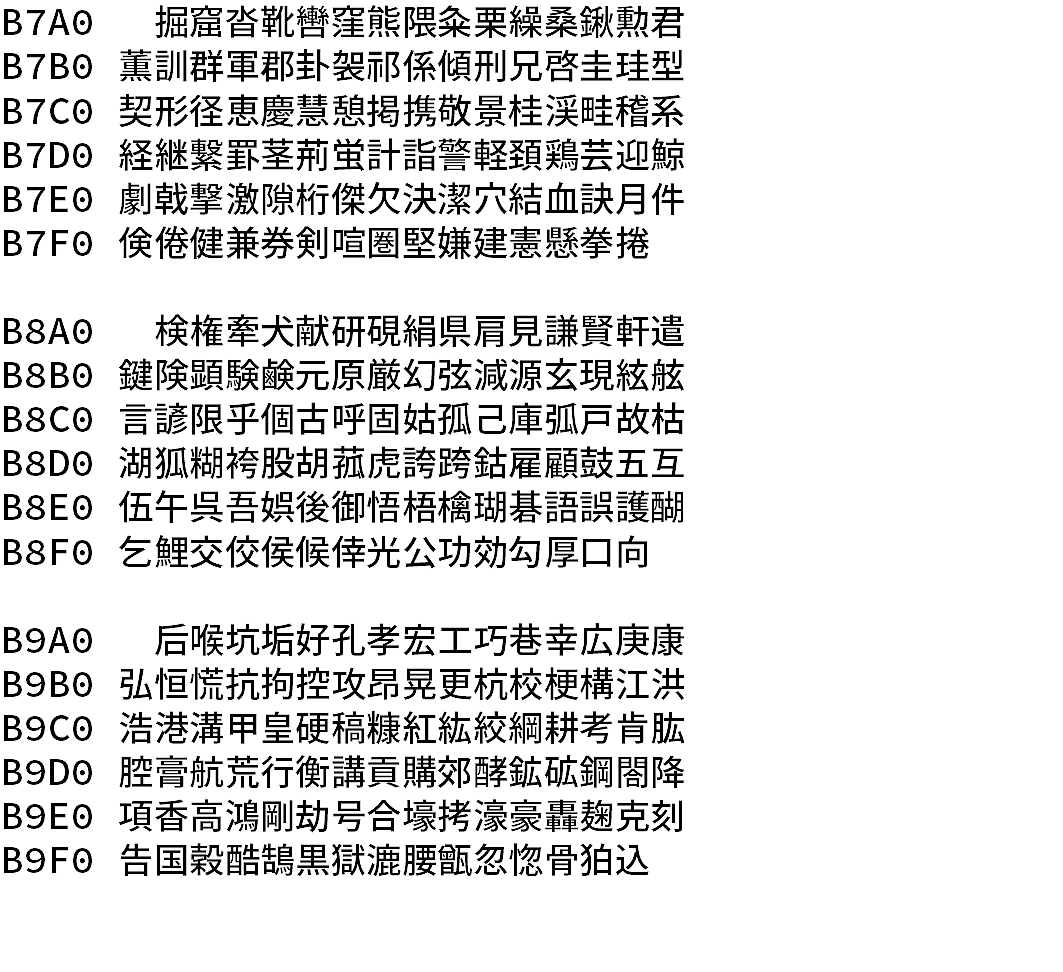 B7A0 掘窟沓靴轡窪熊隈粂栗繰桑鍬勲君
B7B0 薫訓群軍郡卦袈祁係傾刑兄啓圭珪型
B7C0 契形径恵慶慧憩掲携敬景桂渓畦稽系
B7D0 経継繋罫茎荊蛍計詣警軽頚鶏芸迎鯨
B7E0 劇戟撃激隙桁傑欠決潔穴結血訣月件
B7F0 倹倦健兼券剣喧圏堅嫌建憲懸拳捲
B8A0 検権牽犬献研硯絹県肩見謙賢軒遣
B8B0 鍵険顕験鹸元原厳幻弦減源玄現絃舷
B8C0 言諺限乎個古呼固姑孤己庫弧戸故枯
B8D0 湖狐糊袴股胡菰虎誇跨鈷雇顧鼓五互
B8E0 伍午呉吾娯後御悟梧檎瑚碁語誤護醐
B8F0 乞鯉交佼侯候倖光公功効勾厚口向
B9A0 后喉坑垢好孔孝宏工巧巷幸広庚康
B9B0 弘恒慌抗拘控攻昂晃更杭校梗構江洪
B9C0 浩港溝甲皇硬稿糠紅紘絞綱耕考肯肱
B9D0 腔膏航荒行衡講貢購郊酵鉱砿鋼閤降
B9E0 項香高鴻剛劫号合壕拷濠豪轟麹克刻
B9F0 告国穀酷鵠黒獄漉腰甑忽惚骨狛込